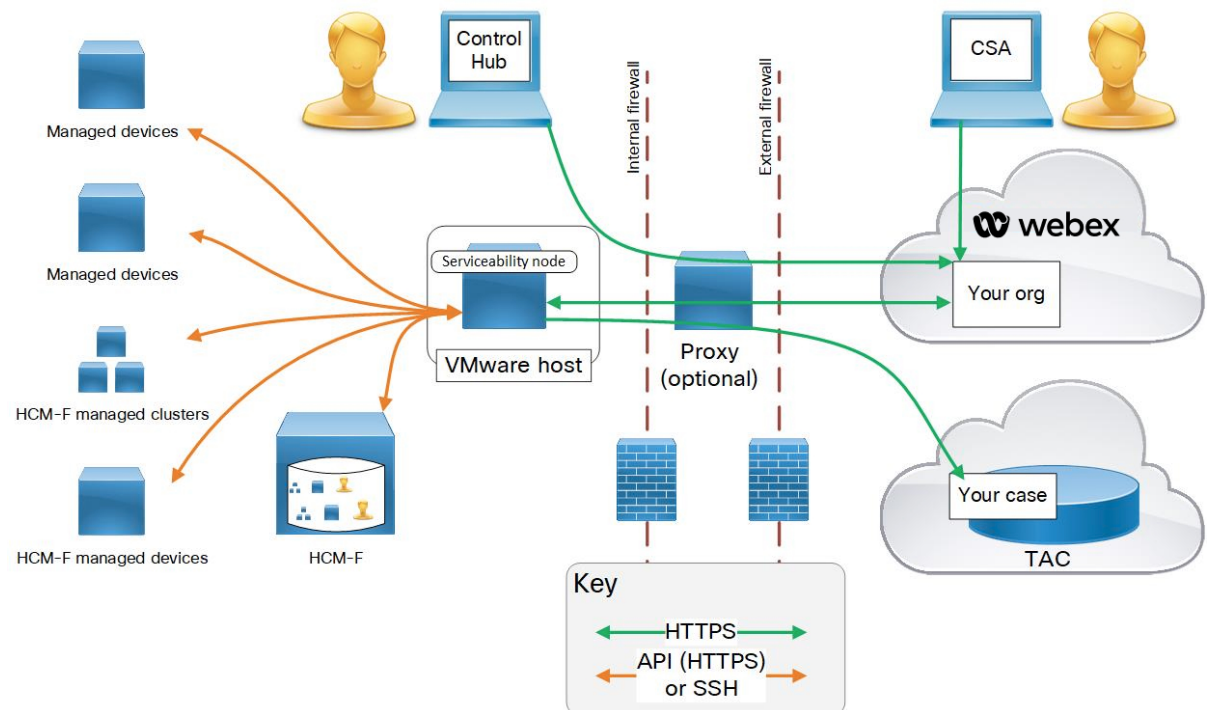 Control
Hub
CSA
Managed devices
Internal firewall
External firewall
webex
Managed devices
Serviceability node
Your org
VMware host
Proxy
(optional)
HCM-F managed clusters
Your case
HCM-F managed devices
HCM-F
TAC
Key
HTTPS
API (HTTPS)
or SSH